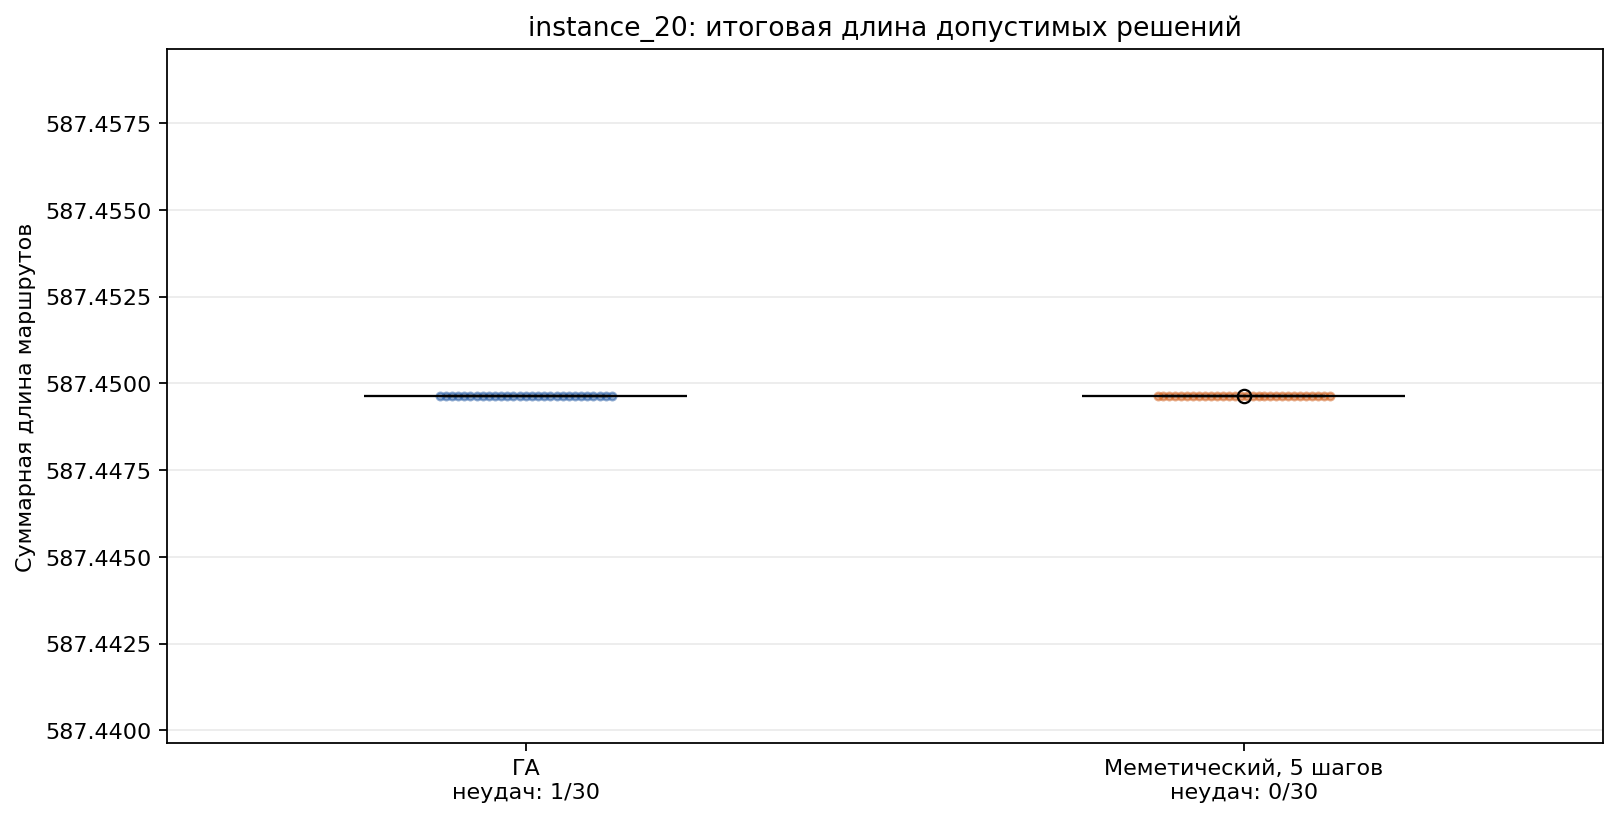 instance_20: итоговая длина допустимых решений
Суммарная длина маршрутов
587.4575
587.4550
587.4525
587.4500
587.4475
587.4450
587.4425
587.4400
ГА
неудач: 1/30
Меметический, 5 шагов
неудач: 0/30